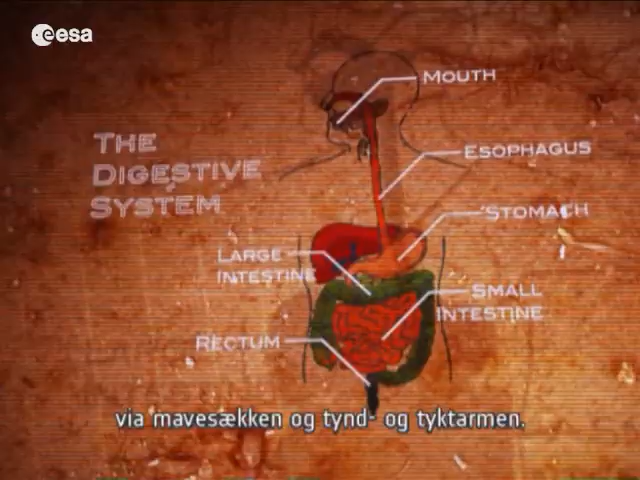 esa
MOUTH
THE
DIGESTIVE
SYSTEM
ESOPHAGUS
STOMACH
LARGE
INTESTINE
SMALL
INTESTINE
RECTUM
via mavesækken og tynd- og tyktarmen.